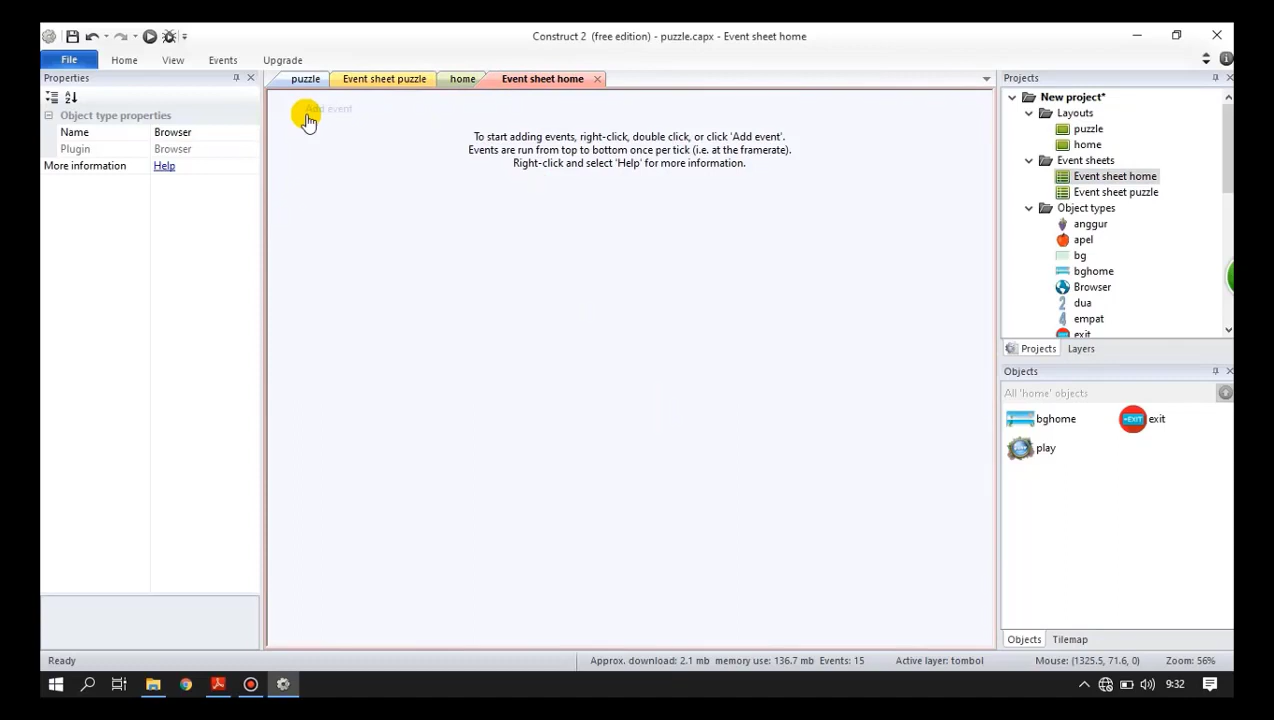 Construct 2 (free edition) - puzzle.capx - Event sheet home
File Home View Events Upgrade
Properties
puzzle Event sheet puzzle home Event sheet home
Projects
Object type properties
Name Browser
Plugin Browser
More information Help
Add event
To start adding events, right-click, double click, or click 'Add event'.
Events are run from top to bottom once per tick (i.e. at the framerate).
Right-click and select 'Help' for more information.
New project*
Layouts
puzzle
home
Event sheets
Event sheet home
Event sheet puzzle
Object types
anggur
apel
bg
bghome
Browser
2 dua
4 empat
exit
Projects Layers
Objects
All 'home' objects
bghome EXIT exit
play
Objects Tilemap
Ready Approx. download: 2.1 mb memory use: 136.7 mb Events: 15 Active layer: tombol Mouse: (1325.5, 71.6, 0) Zoom: 56%
9:32